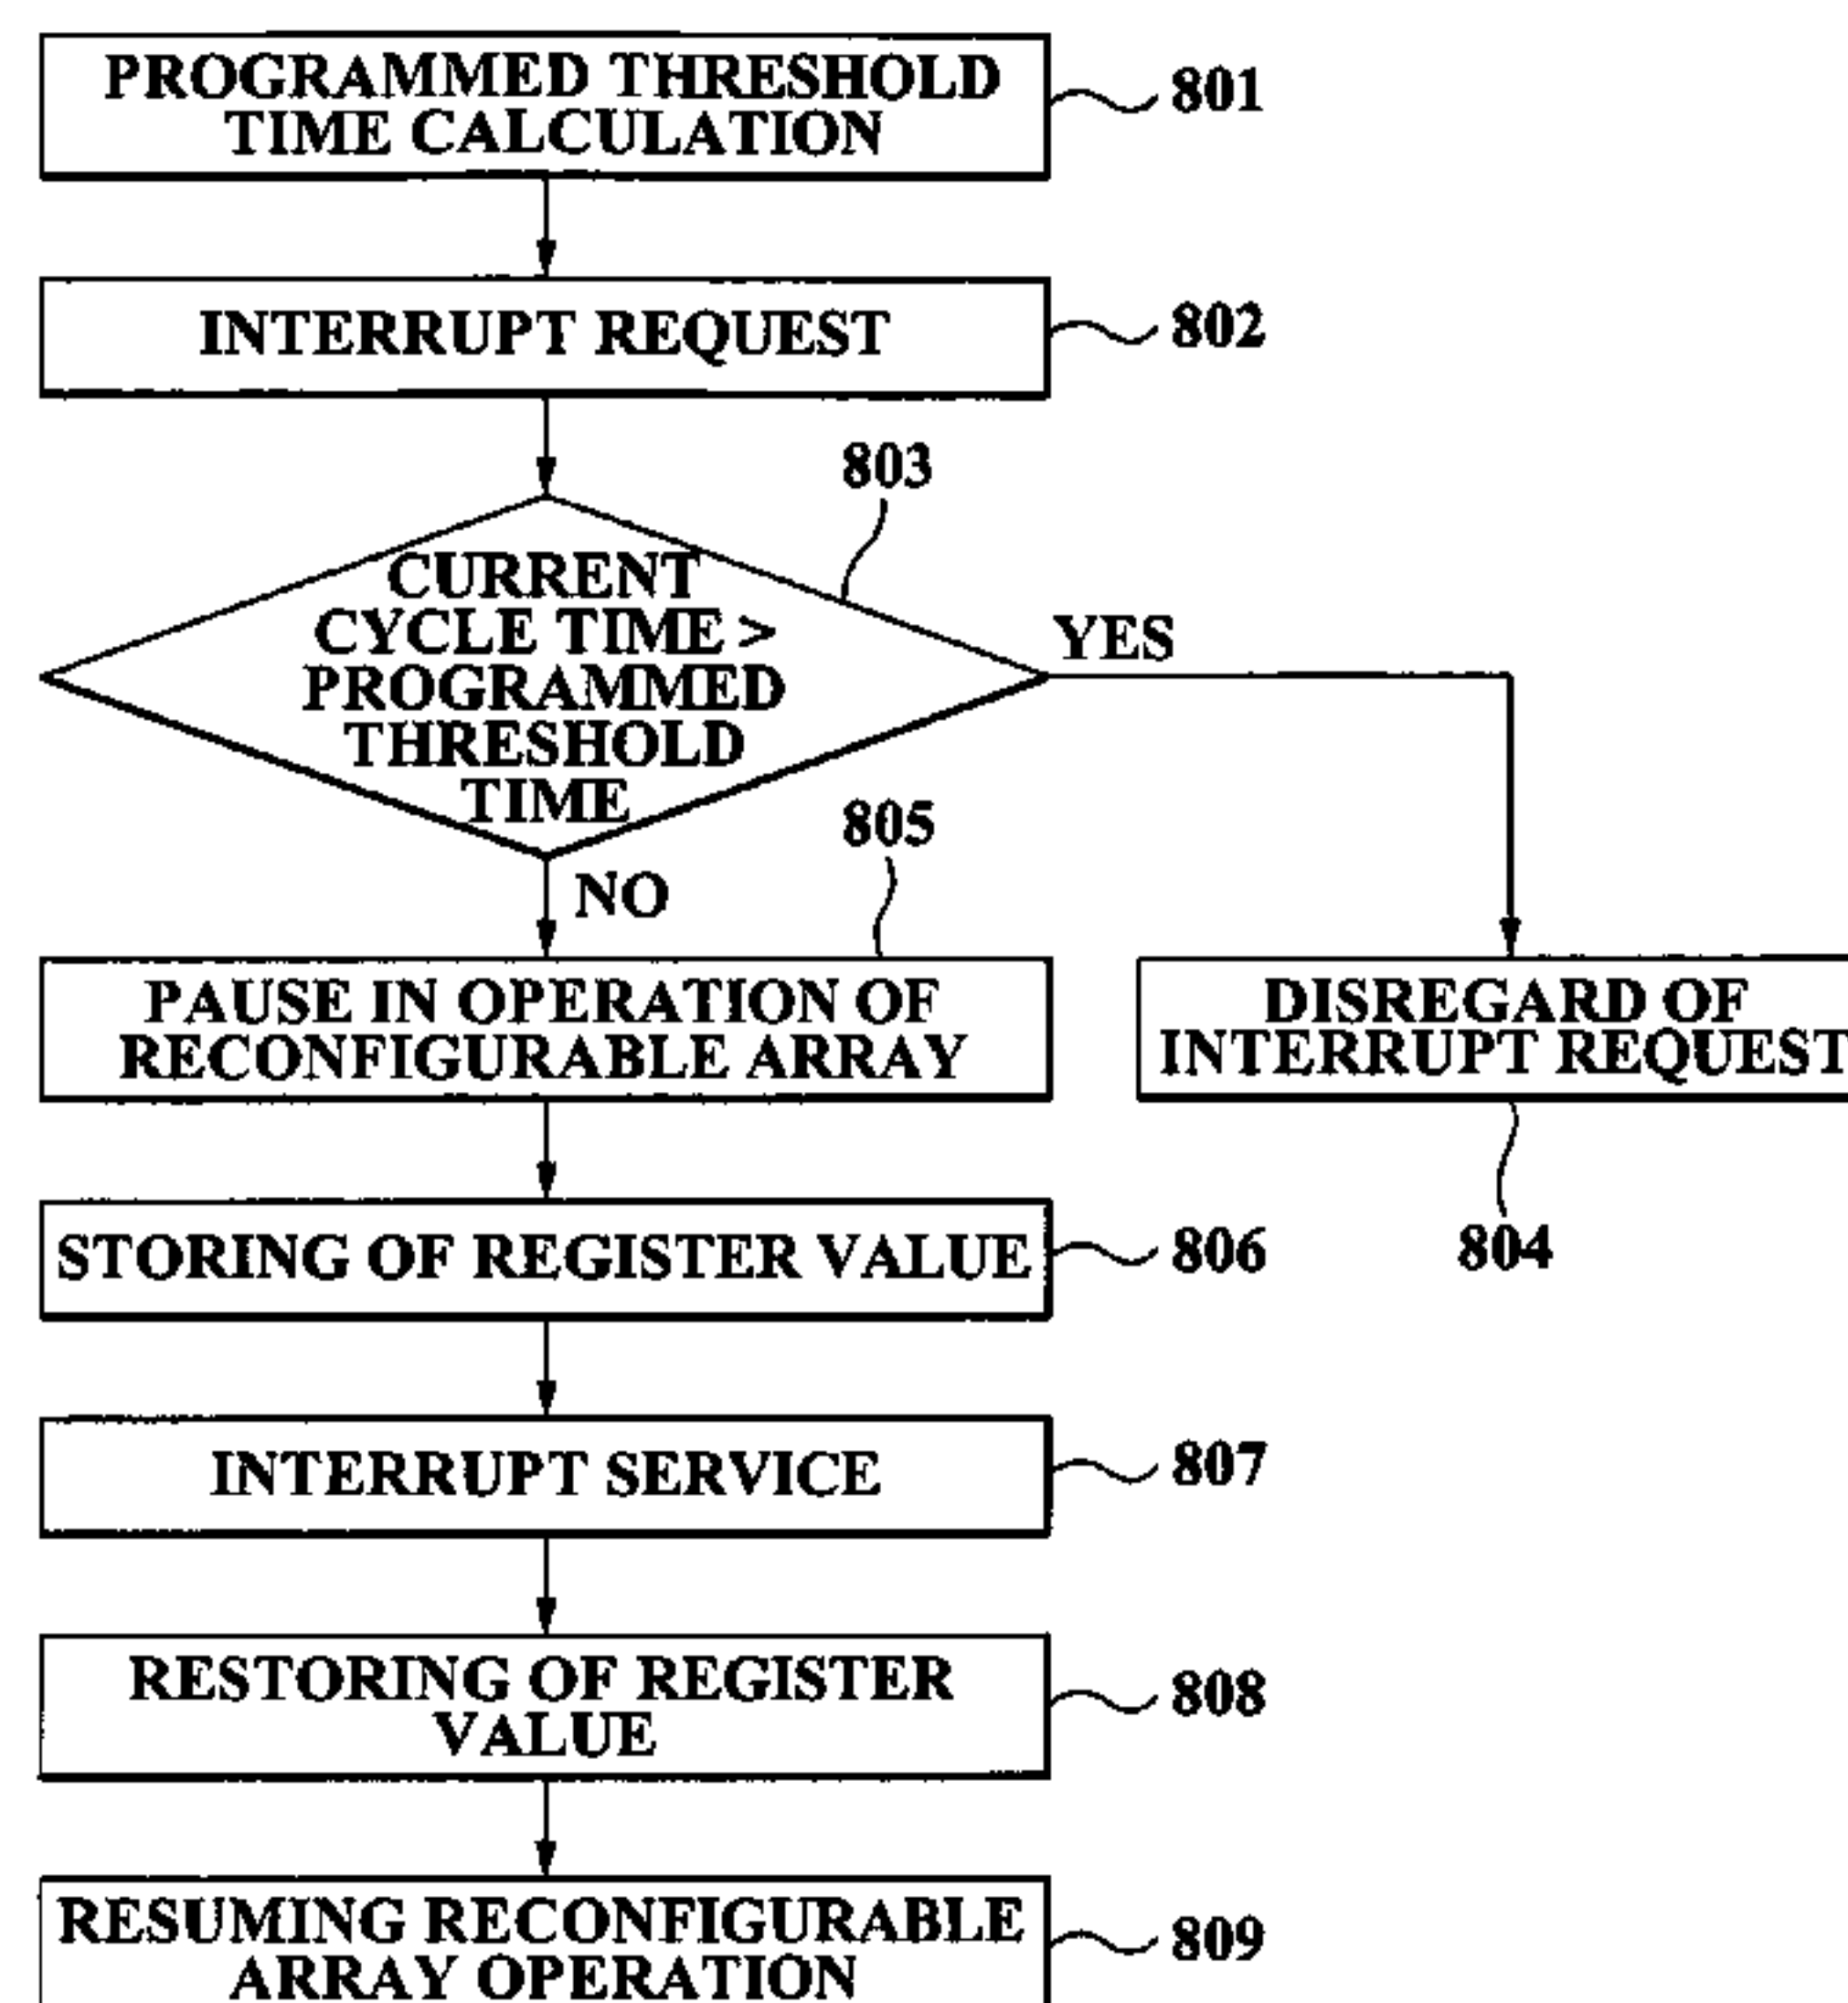 PROGRAMMED THRESHOLD
TIME CALCULATION
801
INTERRUPT REQUEST
802
803
CURRENT
CYCLE TIME >
PROGRAMMED
THRESHOLD
TIME
YES
805
NO
PAUSE IN OPERATION OF
RECONFIGURABLE ARRAY
DISREGARD OF
INTERRUPT REQUEST
804
STORING OF REGISTER VALUE
806
INTERRUPT SERVICE
807
RESTORING OF REGISTER
VALUE
808
RESUMING RECONFIGURABLE
ARRAY OPERATION
809